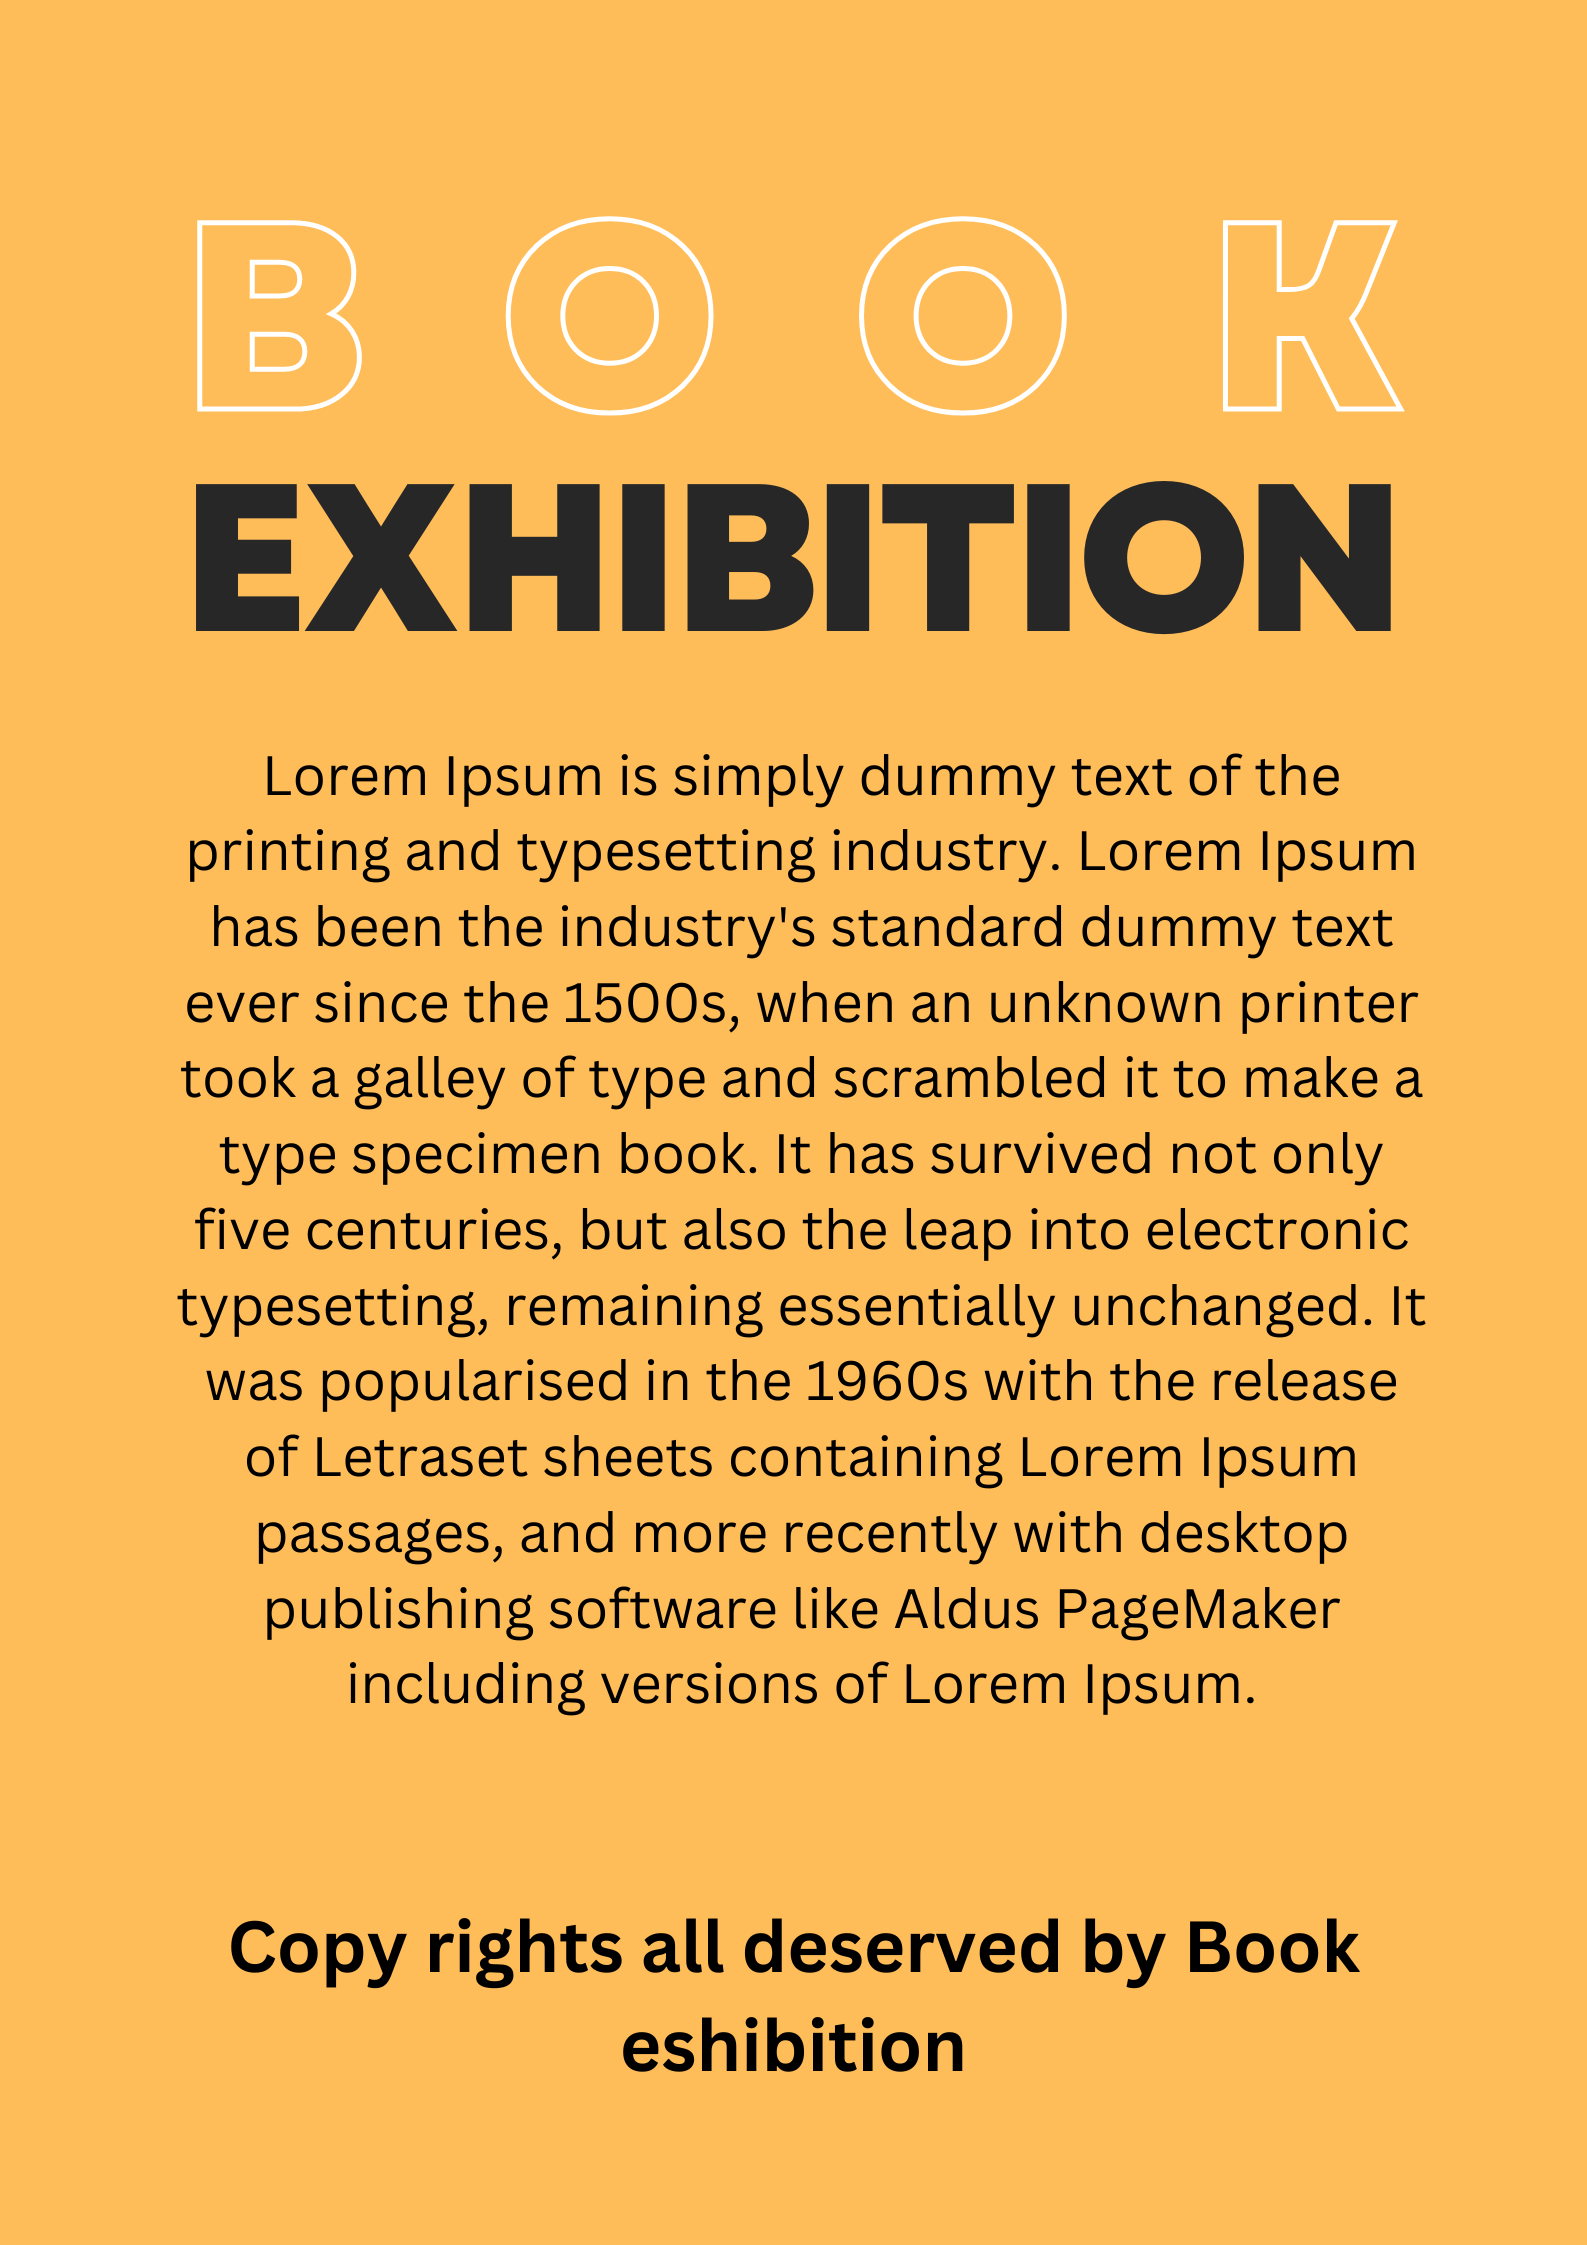 BOOK
EXHIBITION
Lorem Ipsum is simply dummy text of the
printing and typesetting industry. Lorem Ipsum
has been the industry's standard dummy text
ever since the 1500s, when an unknown printer
took a galley of type and scrambled it to make a
type specimen book. It has survived not only
five centuries, but also the leap into electronic
typesetting, remaining essentially unchanged. It
was popularised in the 1960s with the release
of Letraset sheets containing Lorem Ipsum
passages, and more recently with desktop
publishing software like Aldus PageMaker
including versions of Lorem Ipsum.
Copy rights all deserved by Book
eshibition